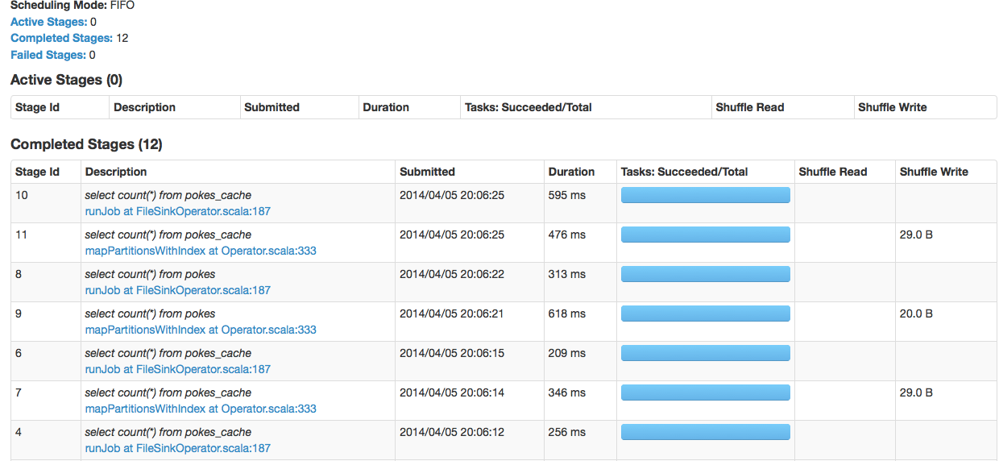 Scheduling Mode: FIFO
Active Stages: 0
Completed Stages: 12
Failed Stages: 0
Active Stages (0)
Stage Id Description Submitted Duration Tasks: Succeeded/Total Shuffle Read Shuffle Write
Completed Stages (12)
Stage Id Description Submitted Duration Tasks: Succeeded/Total Shuffle Read Shuffle Write
10 select count(*) from pokes_cache 2014/04/05 20:06:25 595 ms
runJob at FileSinkOperator.scala:187
11 select count(*) from pokes_cache 2014/04/05 20:06:25 476 ms 29.0 B
mapPartitionsWithIndex at Operator.scala:333
8 select count(*) from pokes 2014/04/05 20:06:22 313 ms
runJob at FileSinkOperator.scala:187
9 select count(*) from pokes 2014/04/05 20:06:21 618 ms 20.0 B
mapPartitionsWithIndex at Operator.scala:333
6 select count(*) from pokes_cache 2014/04/05 20:06:15 209 ms
runJob at FileSinkOperator.scala:187
7 select count(*) from pokes_cache 2014/04/05 20:06:14 346 ms 29.0 B
mapPartitionsWithIndex at Operator.scala:333
4 select count(*) from pokes_cache 2014/04/05 20:06:12 256 ms
runJob at FileSinkOperator.scala:187